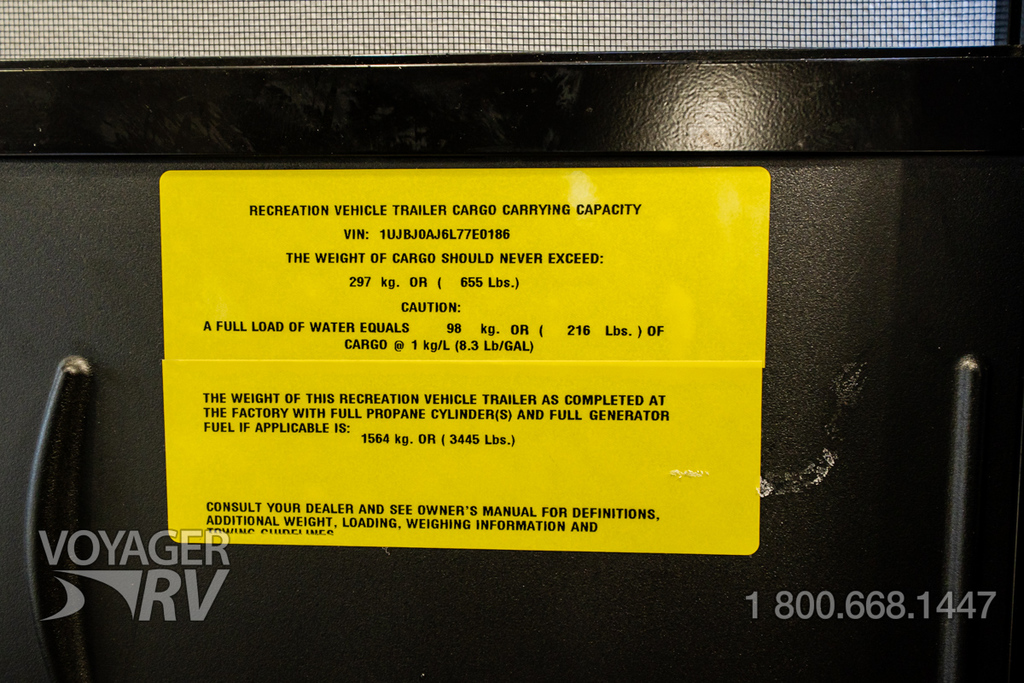 RECREATION VEHICLE TRAILER CARGO CARRYING CAPACITY
VIN: 1UJBJ0AJ6L77E0186
THE WEIGHT OF CARGO SHOULD NEVER EXCEED:
297 kg. OR ( 655 Lbs.)
CAUTION:
A FULL LOAD OF WATER EQUALS 98 kg. OR ( 216 Lbs. ) OF
CARGO @ 1 kg/L (8.3 Lb/GAL)
THE WEIGHT OF THIS RECREATION VEHICLE TRAILER AS COMPLETED AT
THE FACTORY WITH FULL PROPANE CYLINDER(S) AND FULL GENERATOR
FUEL IF APPLICABLE IS:
1564 kg. OR ( 3445 Lbs.)
CONSULT YOUR DEALER AND SEE OWNER'S MANUAL FOR DEFINITIONS,
ADDITIONAL WEIGHT, LOADING, WEIGHING INFORMATION AND
TOWING GUIDELINES
VOYAGER
RV
1 800.668.1447